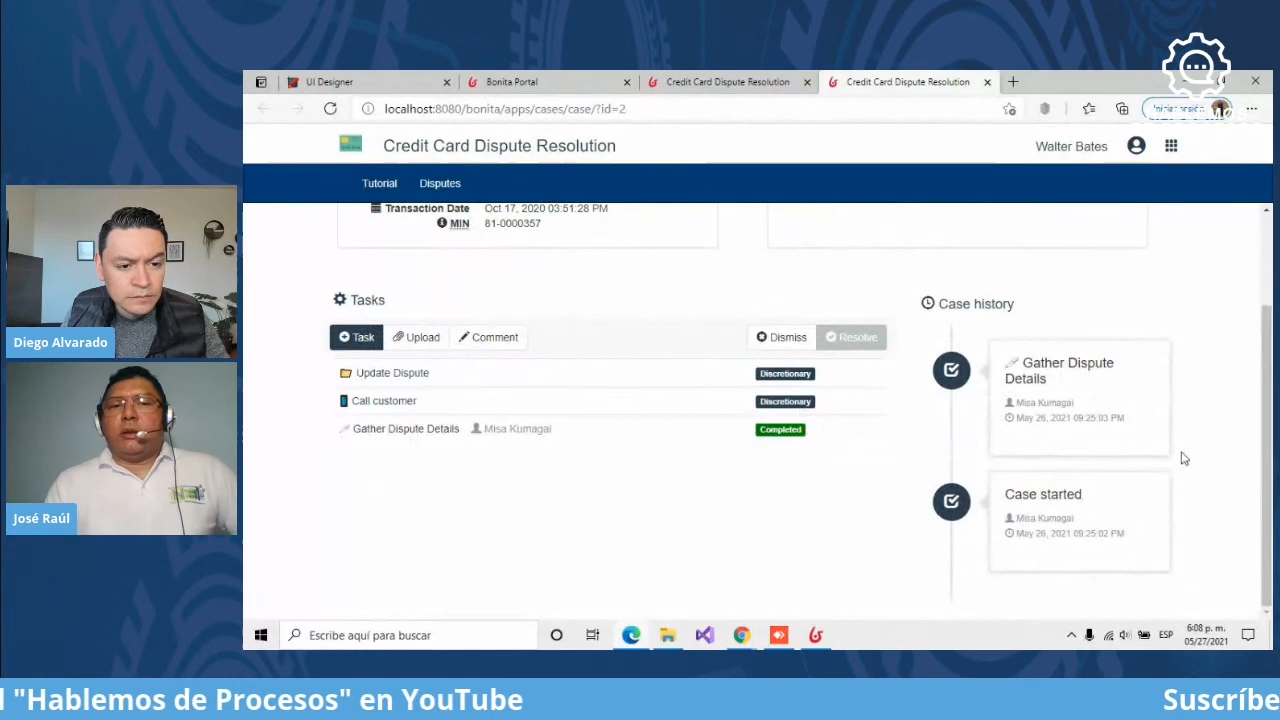 UI Designer
Bonita Portal
Credit Card Dispute Resolution
Credit Card Dispute Resolution
localhost:8080/bonita/apps/cases/case/?id=2
Credit Card Dispute Resolution
Walter Bates
Tutorial
Disputes
Transaction Date Oct 17, 2020 03:51:28 PM
MIN 81-0000357
Tasks
Case history
Task
Upload
Comment
Dismiss
Resolve
Update Dispute
Discretionary
Call customer
Discretionary
Gather Dispute Details
Misa Kumagai
Completed
Gather Dispute
Details
Misa Kumagai
May 26, 2021 09:25:03 PM
Case started
Misa Kumagai
May 26, 2021 09:25:02 PM
Diego Alvarado
José Raúl
Escribe aquí para buscar
ESP
6:08 p. m.
05/27/2021
l "Hablemos de Procesos" en YouTube
Suscríbe